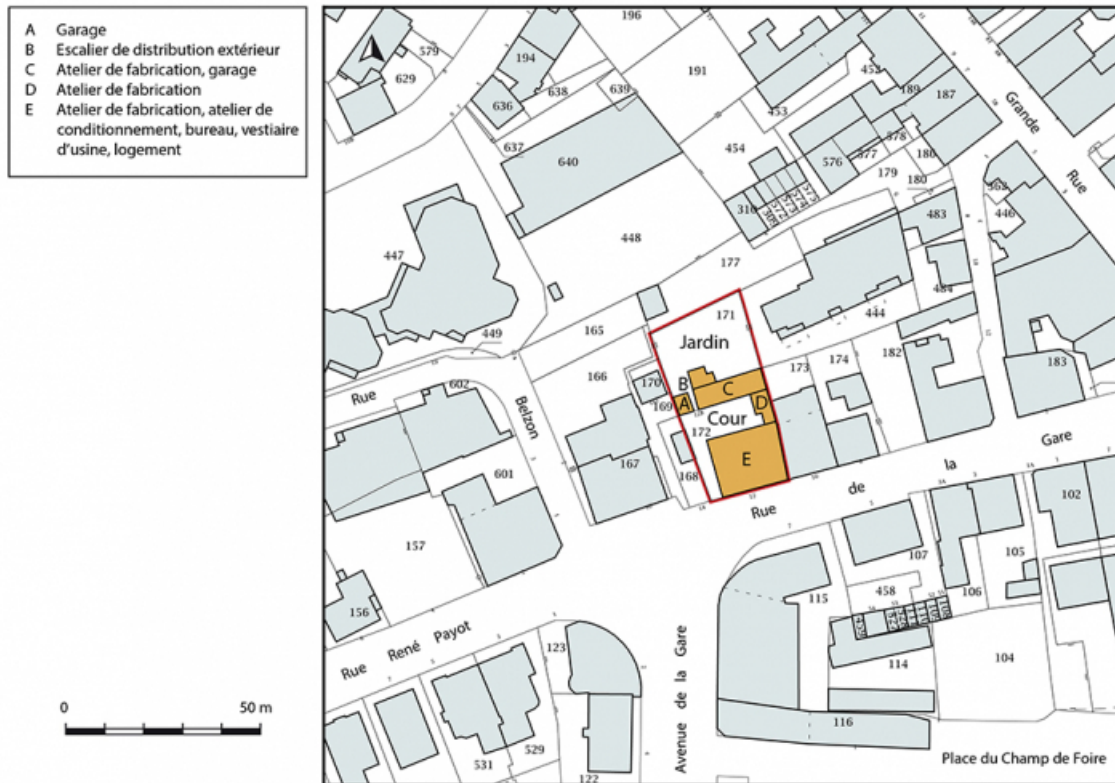 A Garage
B Escalier de distribution extérieur
C Atelier de fabrication, garage
D Atelier de fabrication
E Atelier de fabrication, atelier de
conditionnement, bureau, vestiaire
d'usine, logement
196
579
629
194
191
452
636
638
639
453
189
187
Grande
Rue
637
640
454
576
577
578
186
179
180
316
572
573
574
575
362
446
483
447
448
177
484
171
444
449
165
Jardin
166
170
B
C
173
174
182
183
Rue
602
Belzon
169
A
D
Cour
172
E
601
167
168
Rue
de
la
Gare
102
157
107
105
156
115
458
106
Rue René Payot
123
459
114
104
Avenue de la Gare
116
0
50 m
529
531
122
Place du Champ de Foire